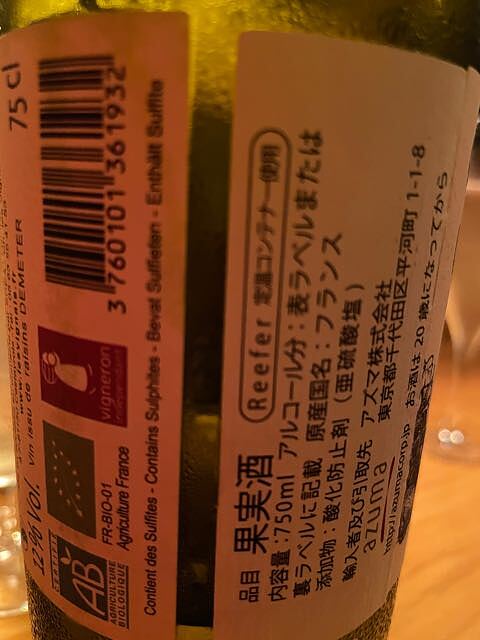 75 cl
3 760101 361932
Vin issu de raisins DEMETER
12% Vol.
vigneron
FR-BIO-01
Agriculture France
CERTIFIÉ
AB
AGRICULTURE
BIOLOGIQUE
Contient des Sulfites - Contains Sulphites - Bevat Sulfieten - Enthält Sulfite
Reefer 定温コンテナー使用
品目 果実酒
内容量:750ml アルコール分:表ラベルまたは
裏ラベルに記載 原産国名:フランス
添加物:酸化防止剤 (亜硫酸塩)
輸入者及び引取先 アズマ株式会社
azuma 東京都千代田区平河町 1-1-8
http://azumacorp.jp お酒は 20 歳になってから